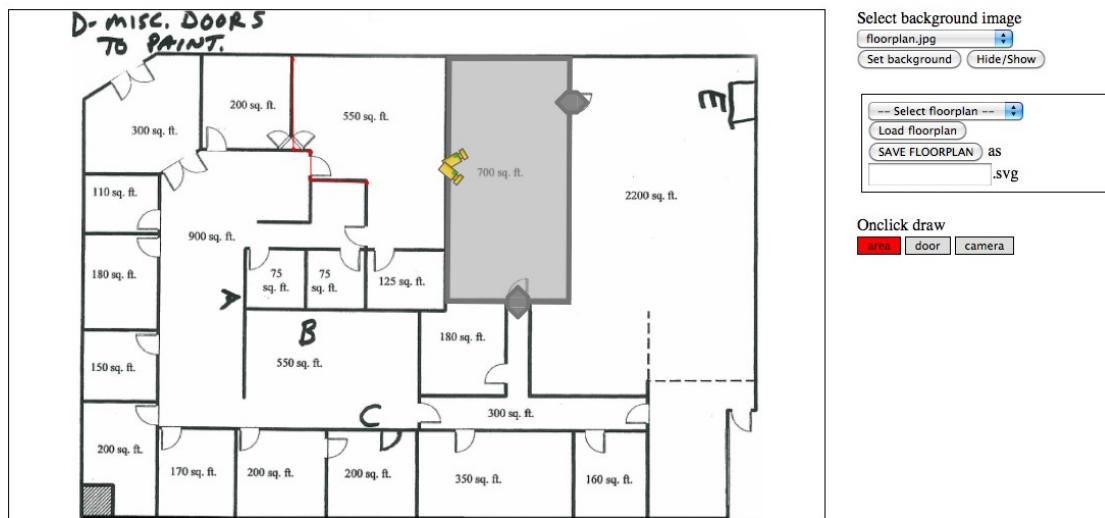 D- MISC. DOORS
TO PAINT.
200 sq. ft.
550 sq. ft.
300 sq. ft.
E
700 sq. ft.
110 sq. ft.
2200 sq. ft.
900 sq. ft.
180 sq. ft.
75
sq. ft.
75
sq. ft.
125 sq. ft.
A
B
180 sq. ft.
550 sq. ft.
150 sq. ft.
C
300 sq. ft.
200 sq. ft.
170 sq. ft.
200 sq. ft.
200 sq. ft.
350 sq. ft.
160 sq. ft.
Select background image
floorplan.jpg
Set background Hide/Show
-- Select floorplan --
Load floorplan
SAVE FLOORPLAN as
.svg
Onclick draw
area door camera